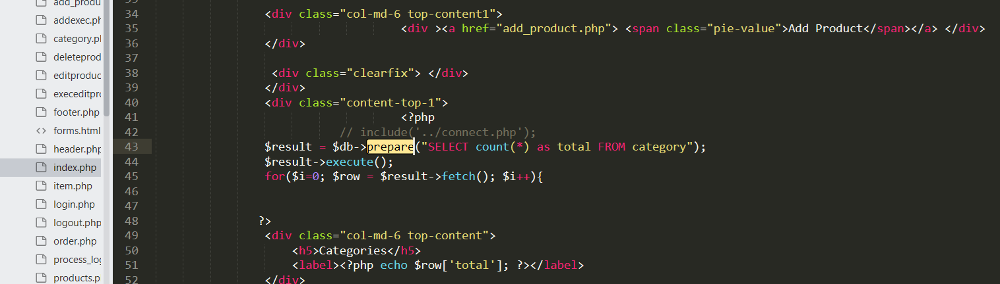 add_produ
addexec.ph
category.pl
deleteprod
editproduc
execeditpro
footer.php
<> forms.html
header.php
index.php
item.php
login.php
logout.php
order.php
process_log
products.p
33
34 <div class="col-md-6 top-content1">
35 <div ><a href="add_product.php"> <span class="pie-value">Add Product</span></a> </div>
36 </div>
37
38 <div class="clearfix"> </div>
39 </div>
40 <div class="content-top-1">
41 <?php
42 // include('../connect.php');
43 $result = $db->prepare("SELECT count(*) as total FROM category");
44 $result->execute();
45 for($i=0; $row = $result->fetch(); $i++){
46
47
48 ?>
49 <div class="col-md-6 top-content">
50 <h5>Categories</h5>
51 <label><?php echo $row['total']; ?></label>
52 </div>